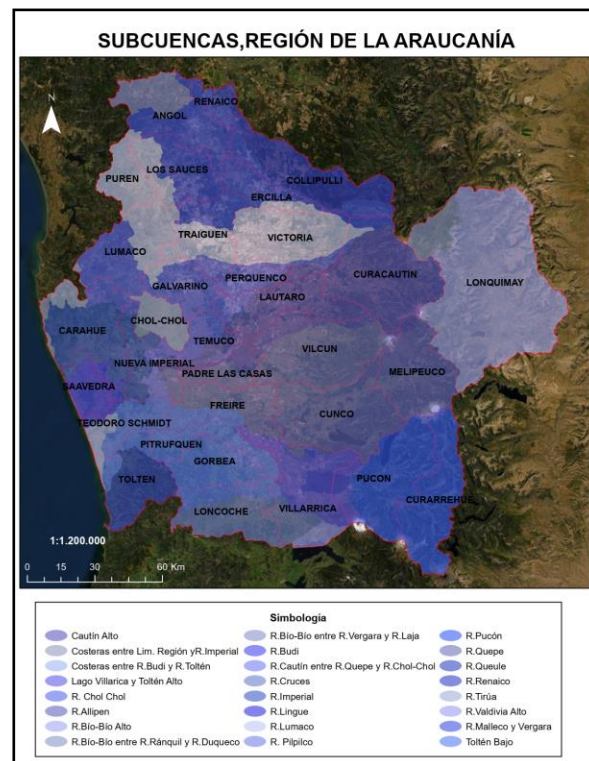 SUBCUENCAS,REGIÓN DE LA ARAUCANÍA
N
RENAICO
ANGOL
LOS SAUCES
PUREN
COLLIPULLI
ERCILLA
TRAIGUEN
VICTORIA
LUMACO
CURACAUTIN
PERQUENCO
LONQUIMAY
GALVARINO
LAUTARO
CHOL-CHOL
CARAHUE
TEMUCO
VILCUN
NUEVA IMPERIAL
PADRE LAS CASAS
MELIPEUCO
SAAVEDRA
FREIRE
CUNCO
TEODORO SCHMIDT
PITRUFQUEN
GORBEA
TOLTEN
PUCON
CURARREHUE
LONCOCHE
VILLARRICA
1:1.200.000
0 15 30 60 Km
Simbología
Cautín Alto
Costeras entre Lim. Región yR.Imperial
Costeras entre R.Budi y R.Toltén
Lago Villarica y Toltén Alto
R. Chol Chol
R.Allipen
R.Bío-Bío Alto
R.Bío-Bío entre R.Ránquil y R.Duqueco
R.Bío-Bío entre R.Vergara y R.Laja
R.Budi
R.Cautín entre R.Quepe y R.Chol-Chol
R.Cruces
R.Imperial
R.Lingue
R.Lumaco
R. Pilpilco
R.Pucón
R.Quepe
R.Queule
R.Renaico
R.Tirúa
R.Valdivia Alto
R.Malleco y Vergara
Toltén Bajo